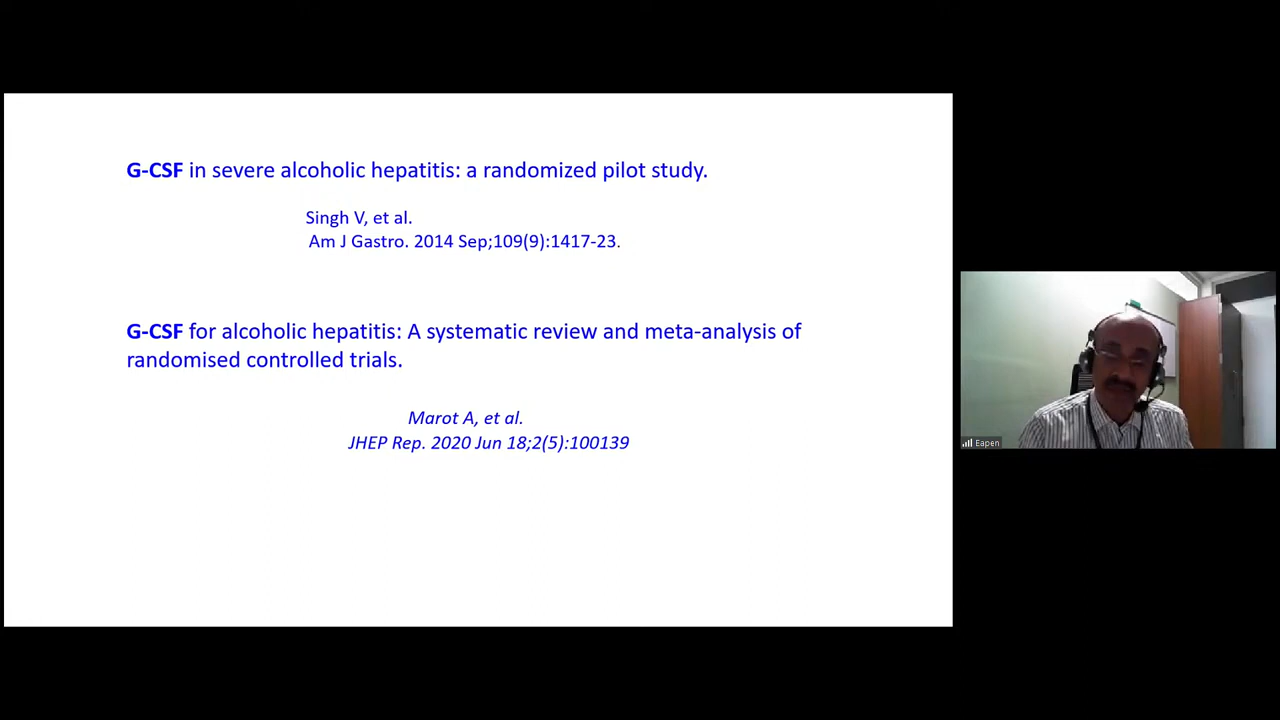 G-CSF in severe alcoholic hepatitis: a randomized pilot study.
Singh V, et al.
Am J Gastro. 2014 Sep;109(9):1417-23.
G-CSF for alcoholic hepatitis: A systematic review and meta-analysis of
randomised controlled trials.
Marot A, et al.
JHEP Rep. 2020 Jun 18;2(5):100139
Eapen